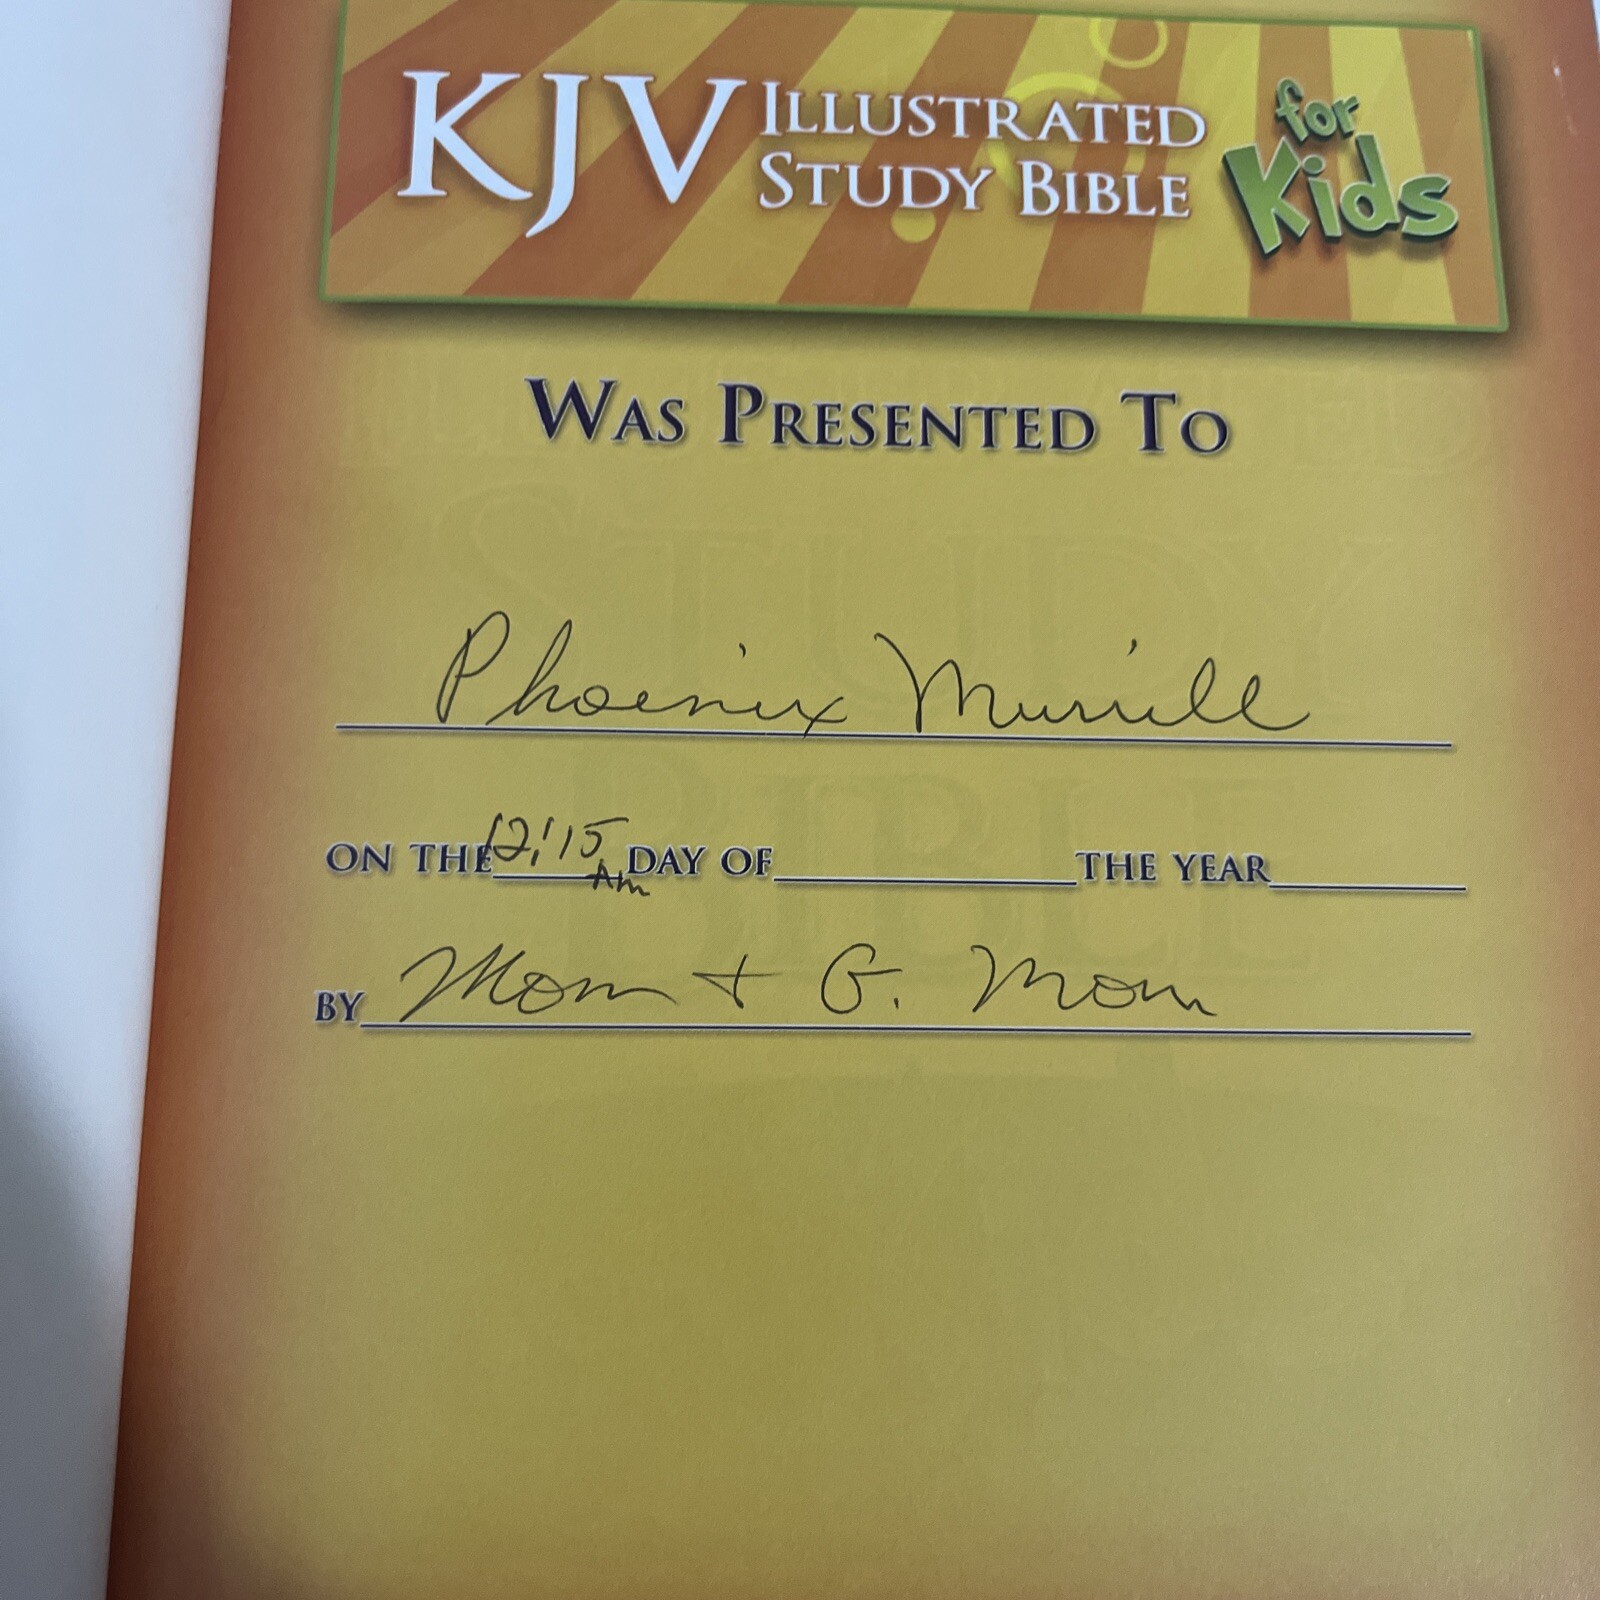 KJV ILLUSTRATED STUDY BIBLE for Kids
WAS PRESENTED TO
Phoenix Murrill
ON THE 12:15 AM DAY OF THE YEAR
BY Mom + G. Mom